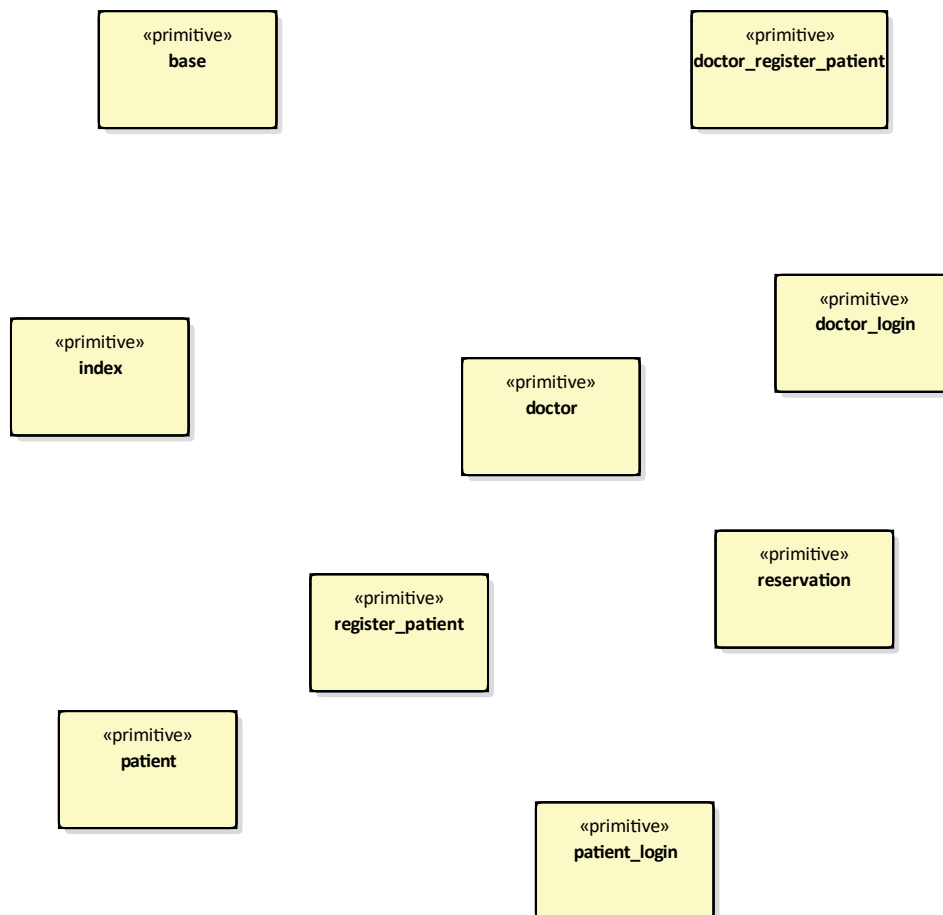 «primitive»
base
«primitive»
doctor_register_patient
«primitive»
doctor_login
«primitive»
index
«primitive»
doctor
«primitive»
reservation
«primitive»
register_patient
«primitive»
patient
«primitive»
patient_login